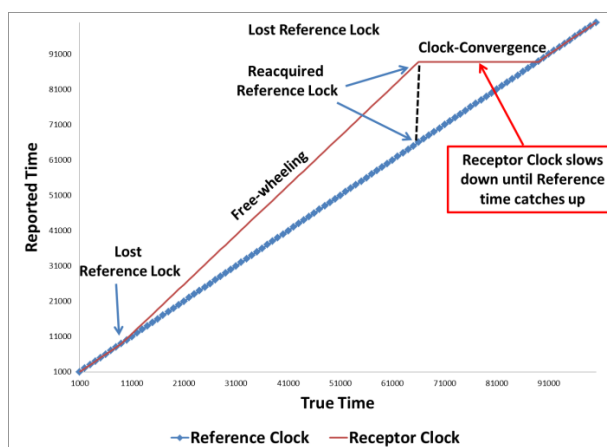 Lost Reference Lock
Clock-Convergence
Reacquired
Reference Lock
Free-wheeling
Receptor Clock slows
down until Reference
time catches up
Lost
Reference Lock
Reported Time
91000
81000
71000
61000
51000
41000
31000
21000
11000
1000
1000 11000 21000 31000 41000 51000 61000 71000 81000 91000
True Time
Reference Clock Receptor Clock